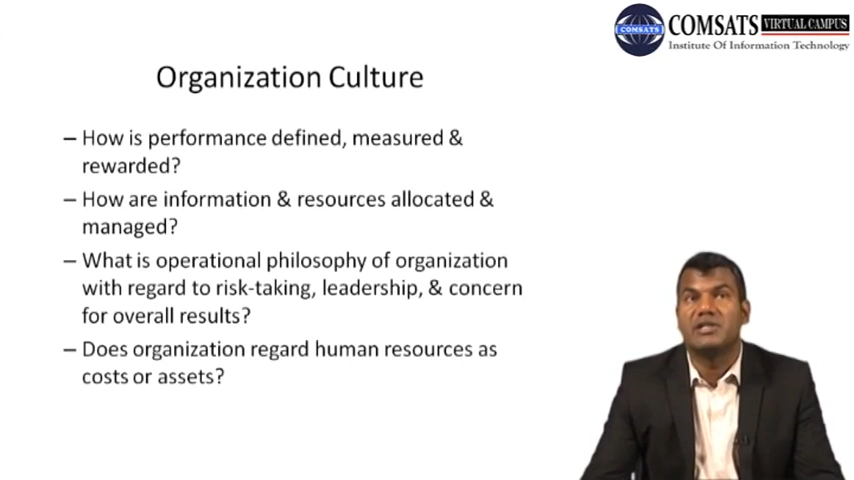 COMSATS VIRTUAL CAMPUS
COMSATS
Institute Of Information Technology
Organization Culture
– How is performance defined, measured &
rewarded?
– How are information & resources allocated &
managed?
– What is operational philosophy of organization
with regard to risk-taking, leadership, & concern
for overall results?
– Does organization regard human resources as
costs or assets?